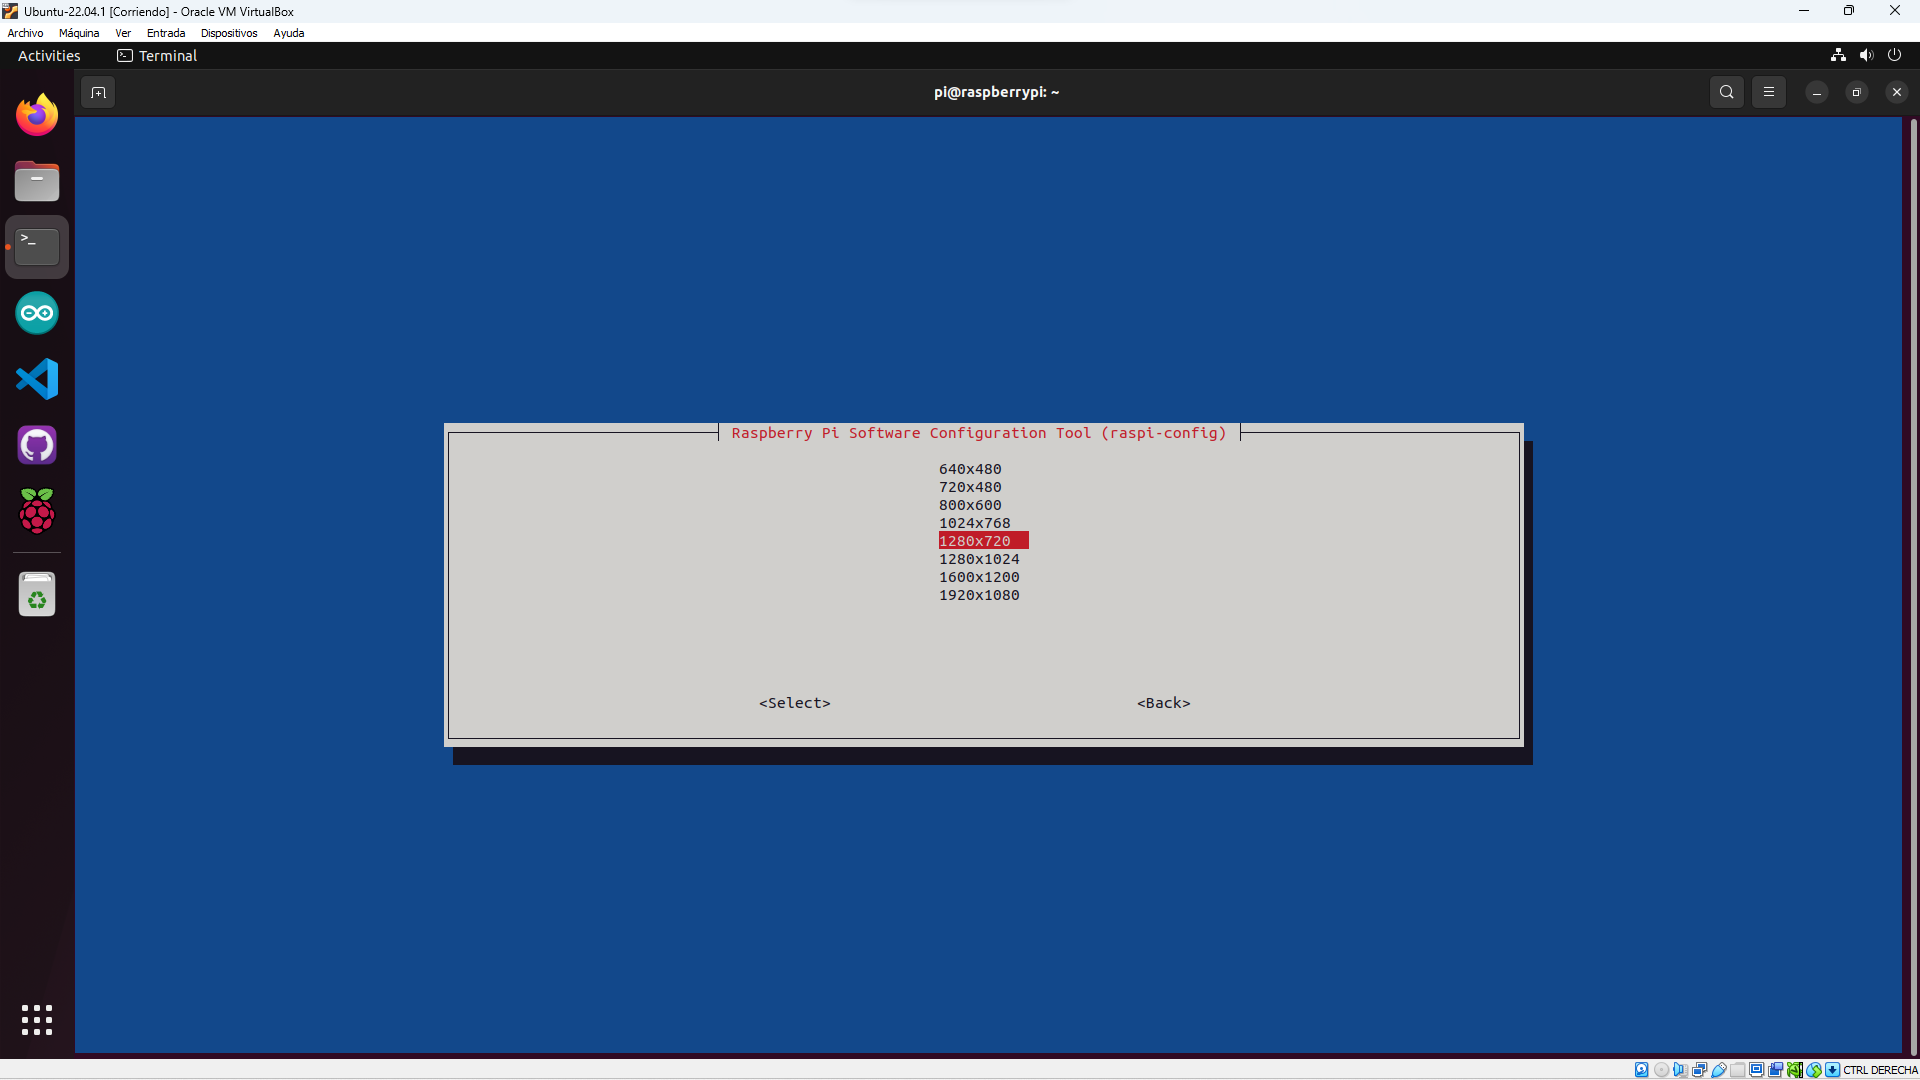 Ubuntu-22.04.1 [Corriendo] - Oracle VM VirtualBox
Archivo Máquina Ver Entrada Dispositivos Ayuda
Activities Terminal
pi@raspberrypi: ~
>_
Raspberry Pi Software Configuration Tool (raspi-config)
640x480
720x480
800x600
1024x768
1280x720
1280x1024
1600x1200
1920x1080
<Select> <Back>
CTRL DERECHA